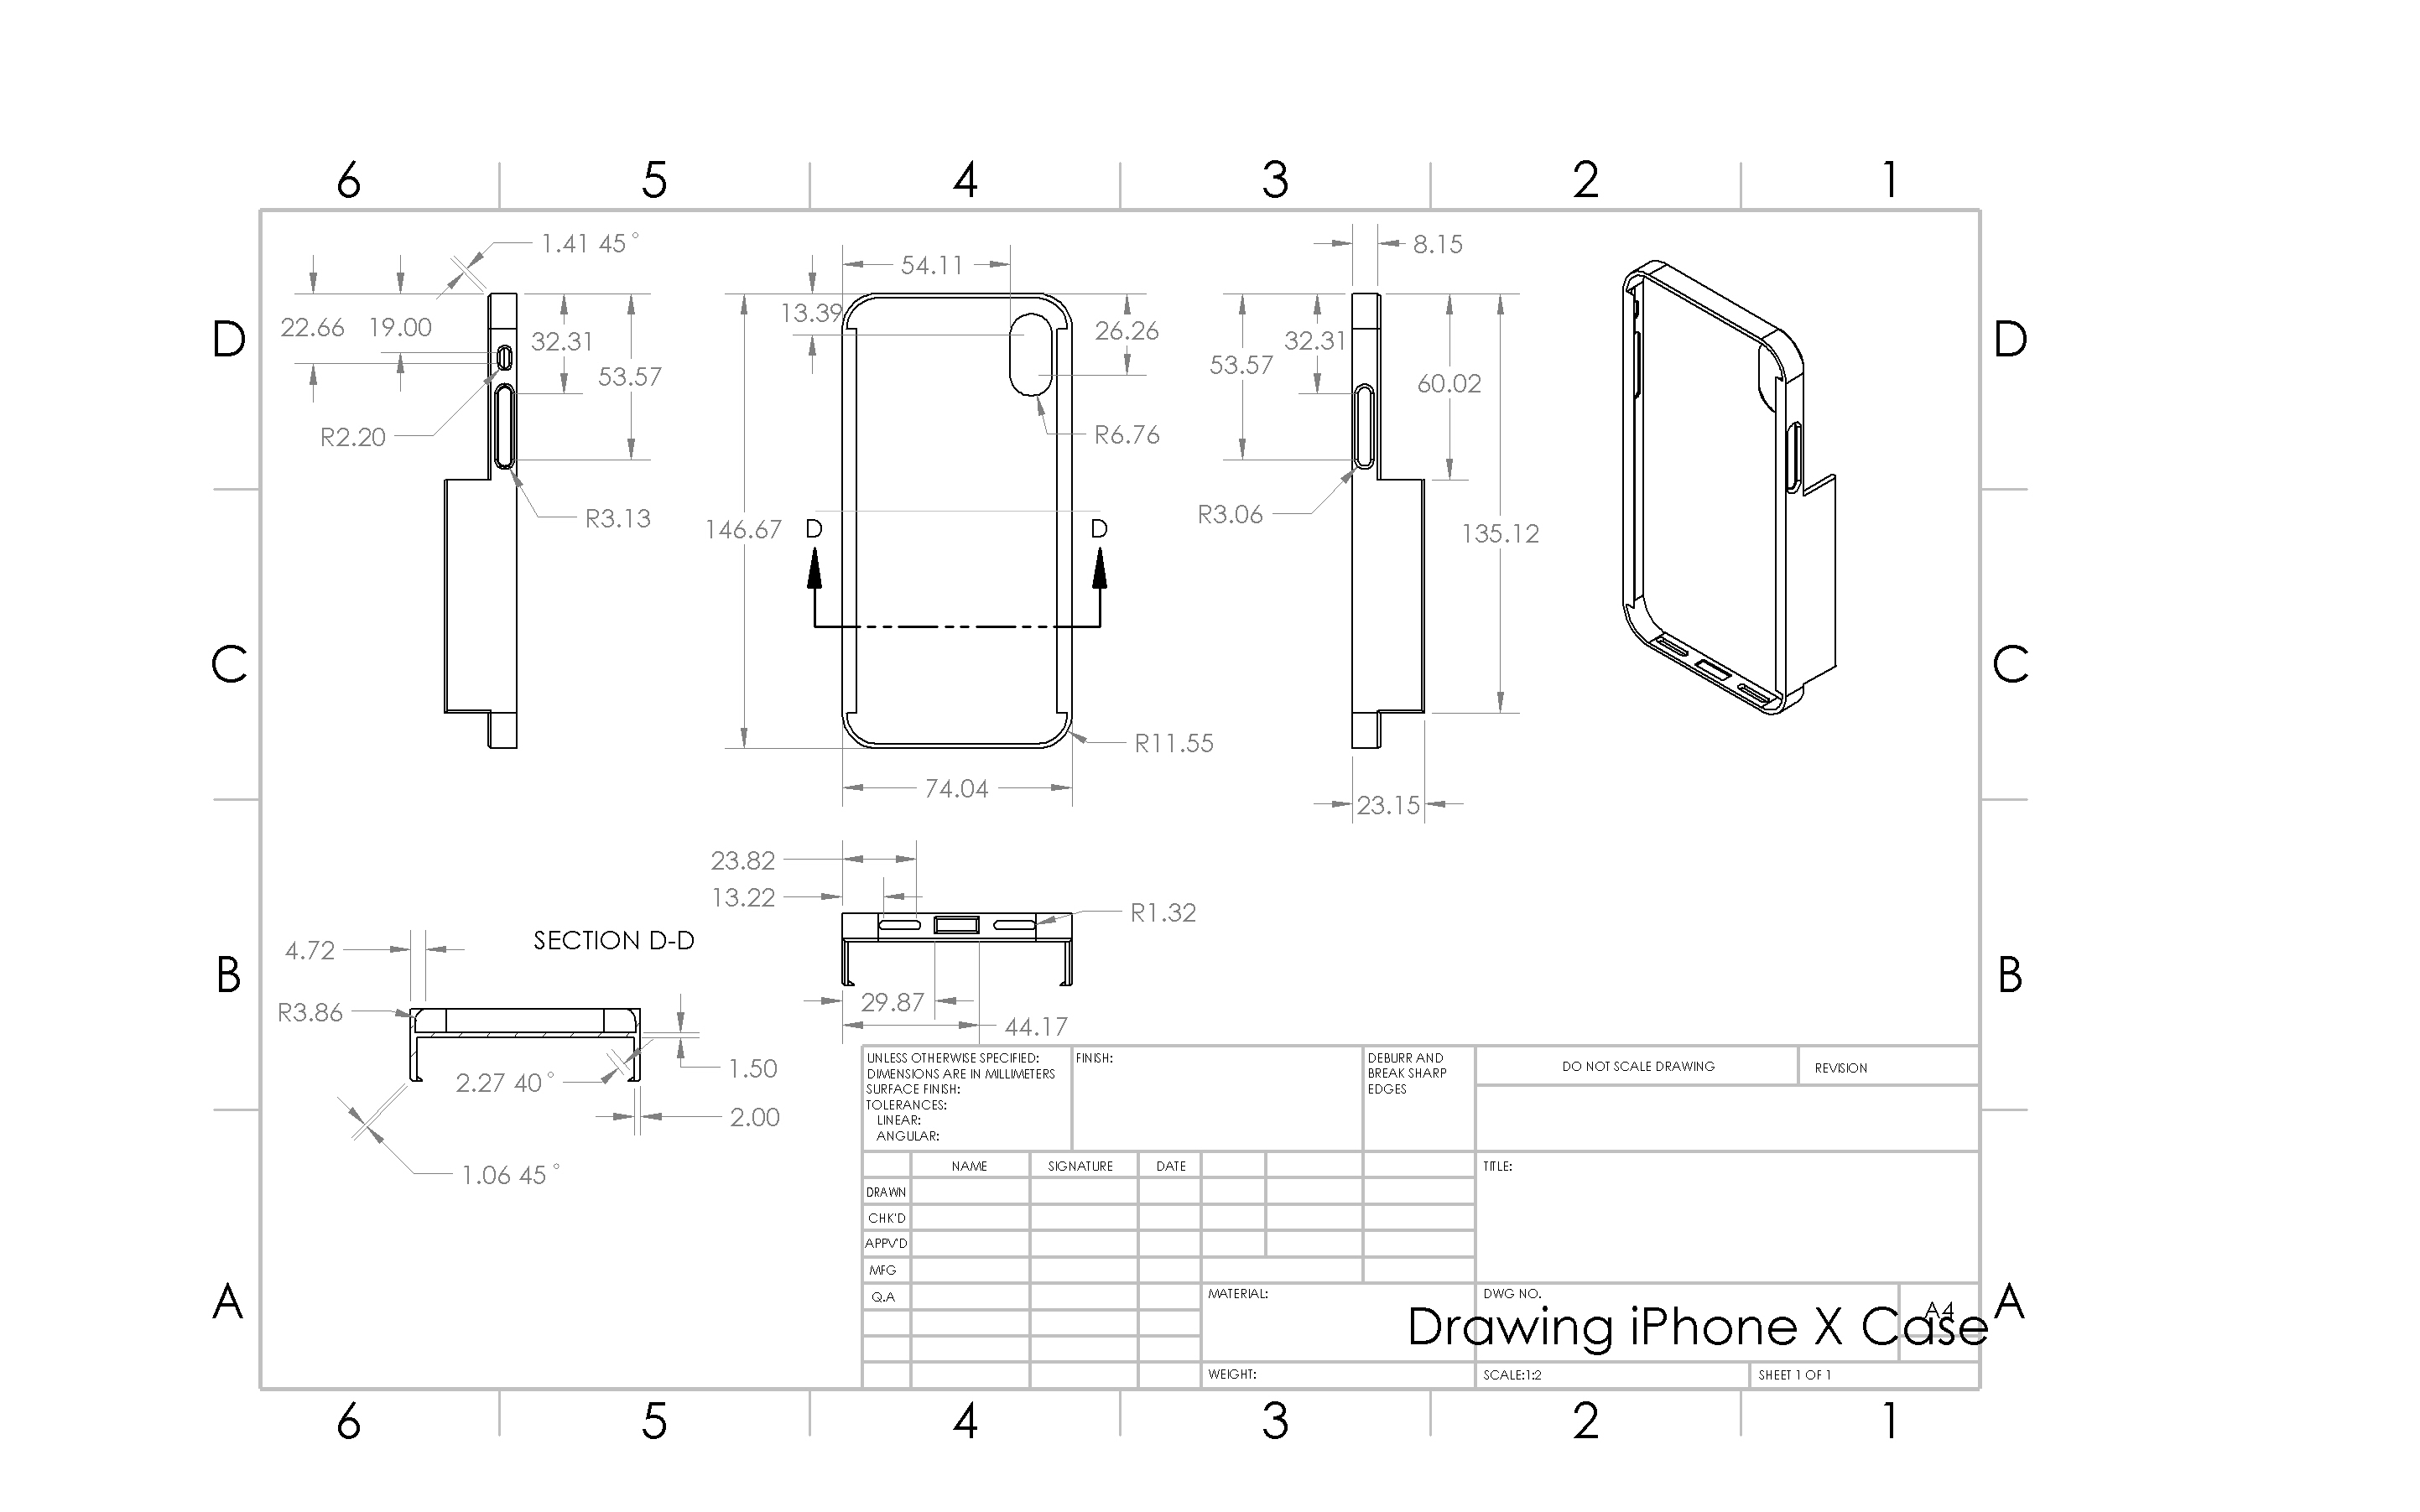 6 5 4 3 2 1
1.41 45°
54.11
8.15
13.39
22.66 19.00
32.31
53.57
26.26
32.31
53.57
60.02
D D
R2.20
R6.76
R3.13
R3.06
146.67
D D
135.12
C C
R11.55
74.04
23.15
23.82
13.22
R1.32
SECTION D-D
4.72
B B
R3.86
29.87
44.17
1.50
2.27 40°
2.00
1.06 45°
UNLESS OTHERWISE SPECIFIED:
DIMENSIONS ARE IN MILLIMETERS
SURFACE FINISH:
TOLERANCES:
LINEAR:
ANGULAR:
FINISH:
DEBURR AND
BREAK SHARP
EDGES
DO NOT SCALE DRAWING
REVISION
NAME SIGNATURE DATE
TITLE:
DRAWN
CHK'D
APPV'D
MFG
Q.A
MATERIAL:
DWG NO.
A4
Drawing iPhone X Case
A A
WEIGHT:
SCALE:1:2
SHEET 1 OF 1
6 5 4 3 2 1